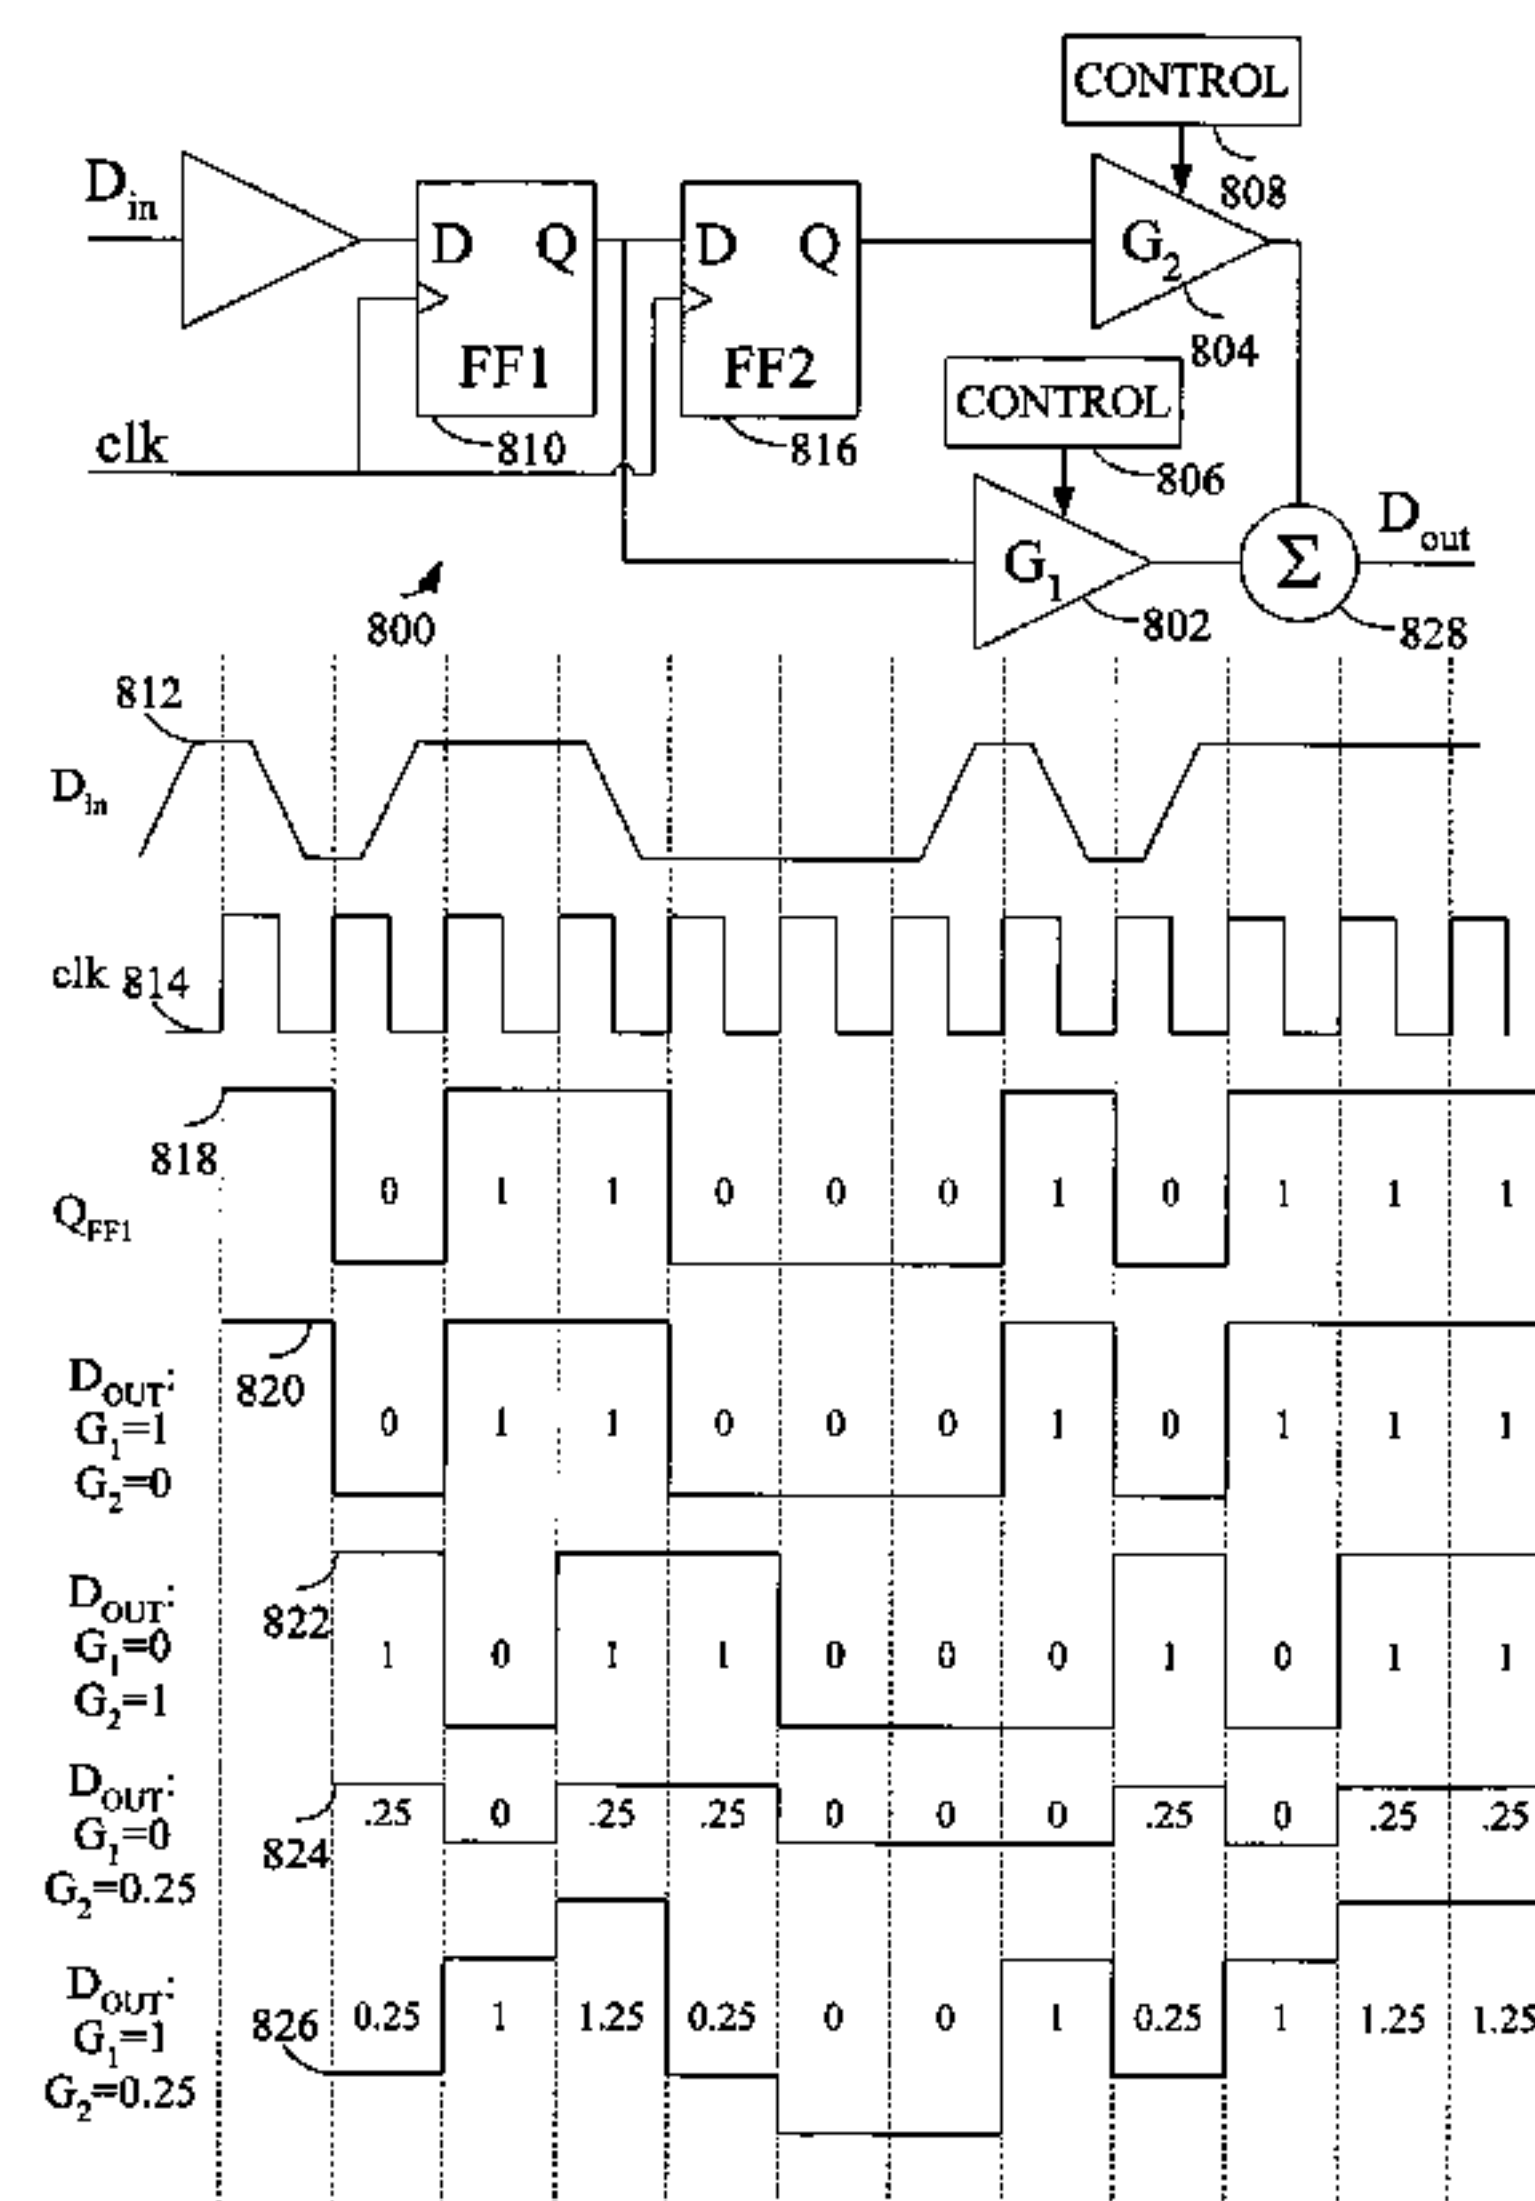 CONTROL
808
Din
D Q
FF1
810
D Q
FF2
816
G2
804
CONTROL
806
clk
G1
802
Σ
828
Dout
800
812
Din
clk 814
818
QFF1
0 1 1 0 0 0 1 0 1 1 1
820
DOUT:
G1=1
G2=0
0 1 1 0 0 0 1 0 1 1 1
822
DOUT:
G1=0
G2=1
1 0 1 1 0 0 0 1 0 1 1
824
DOUT:
G1=0
G2=0.25
.25 0 .25 .25 0 0 0 .25 0 .25 .25
826
DOUT:
G1=1
G2=0.25
0.25 1 1.25 0.25 0 0 1 0.25 1 1.25 1.25